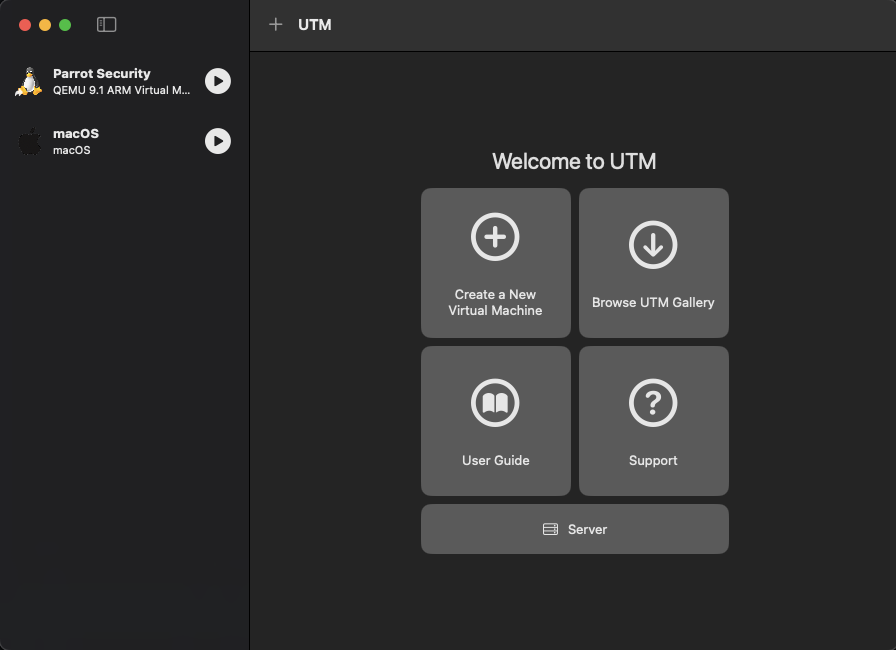 UTM
Parrot Security
QEMU 9.1 ARM Virtual M...
macOS
macOS
Welcome to UTM
Create a New
Virtual Machine
Browse UTM Gallery
User Guide
Support
Server